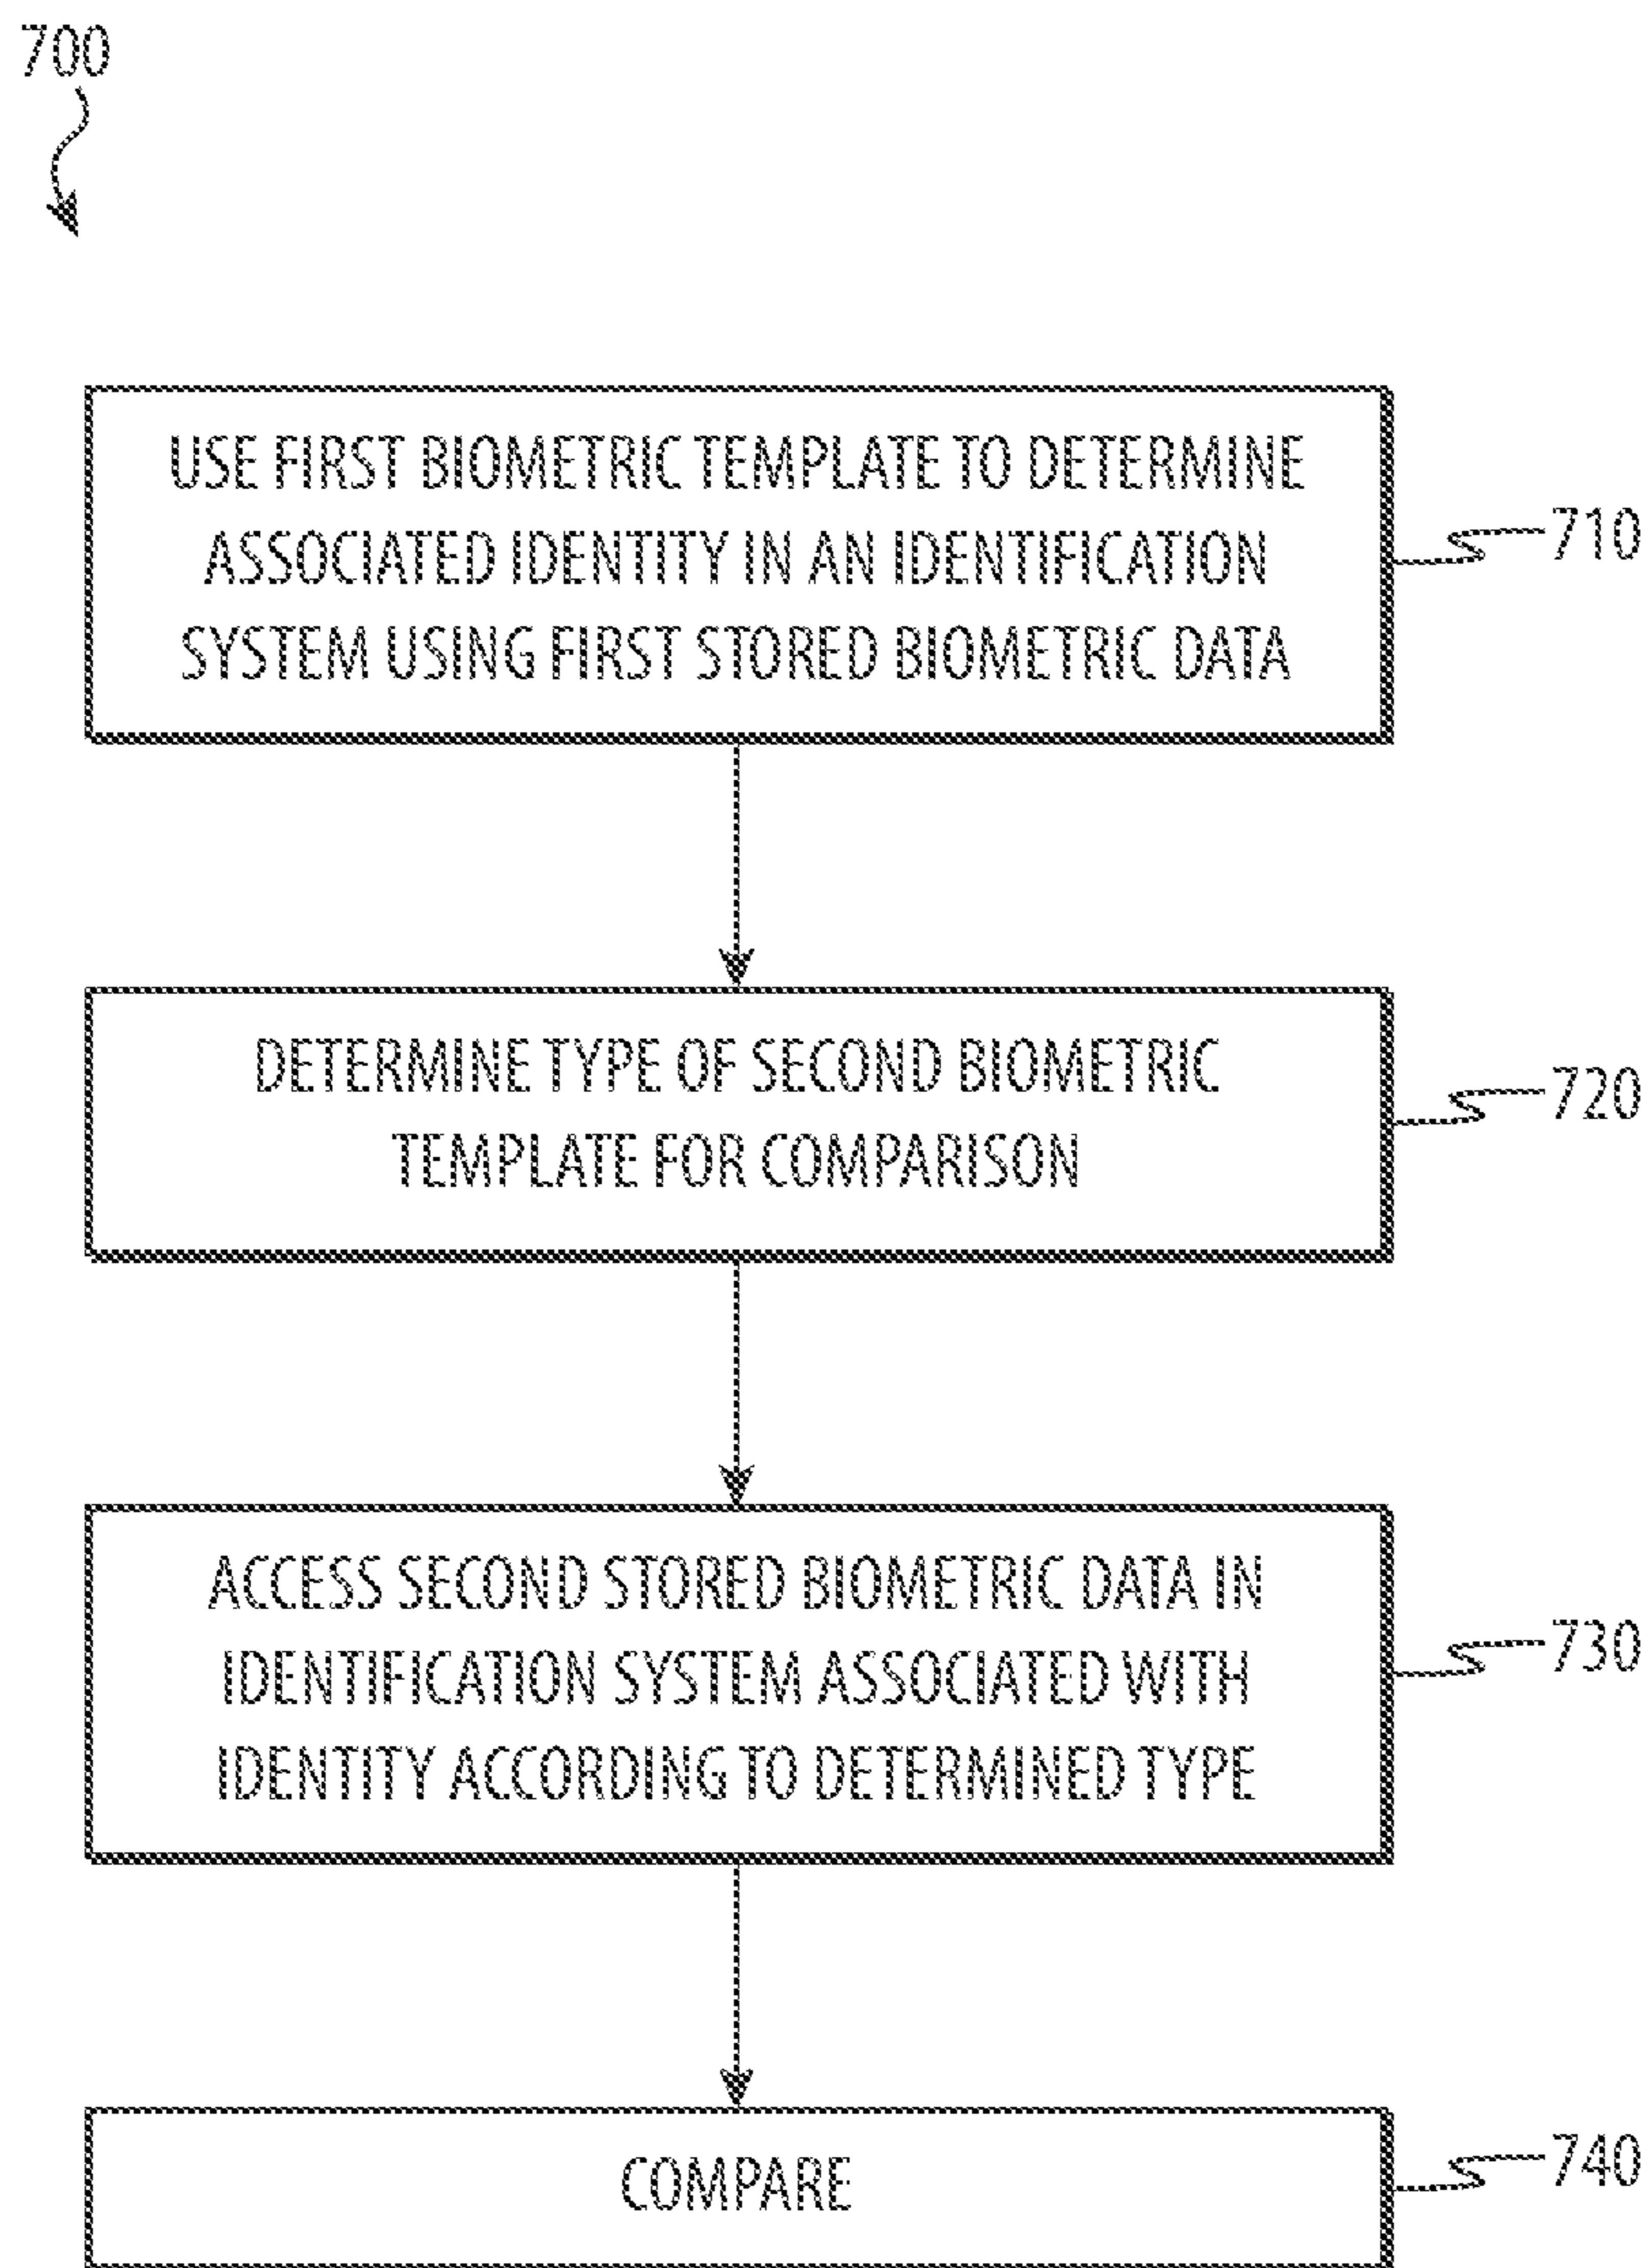 700
USE FIRST BIOMETRIC TEMPLATE TO DETERMINE
ASSOCIATED IDENTITY IN AN IDENTIFICATION
SYSTEM USING FIRST STORED BIOMETRIC DATA
710
DETERMINE TYPE OF SECOND BIOMETRIC
TEMPLATE FOR COMPARISON
720
ACCESS SECOND STORED BIOMETRIC DATA IN
IDENTIFICATION SYSTEM ASSOCIATED WITH
IDENTITY ACCORDING TO DETERMINED TYPE
730
COMPARE
740